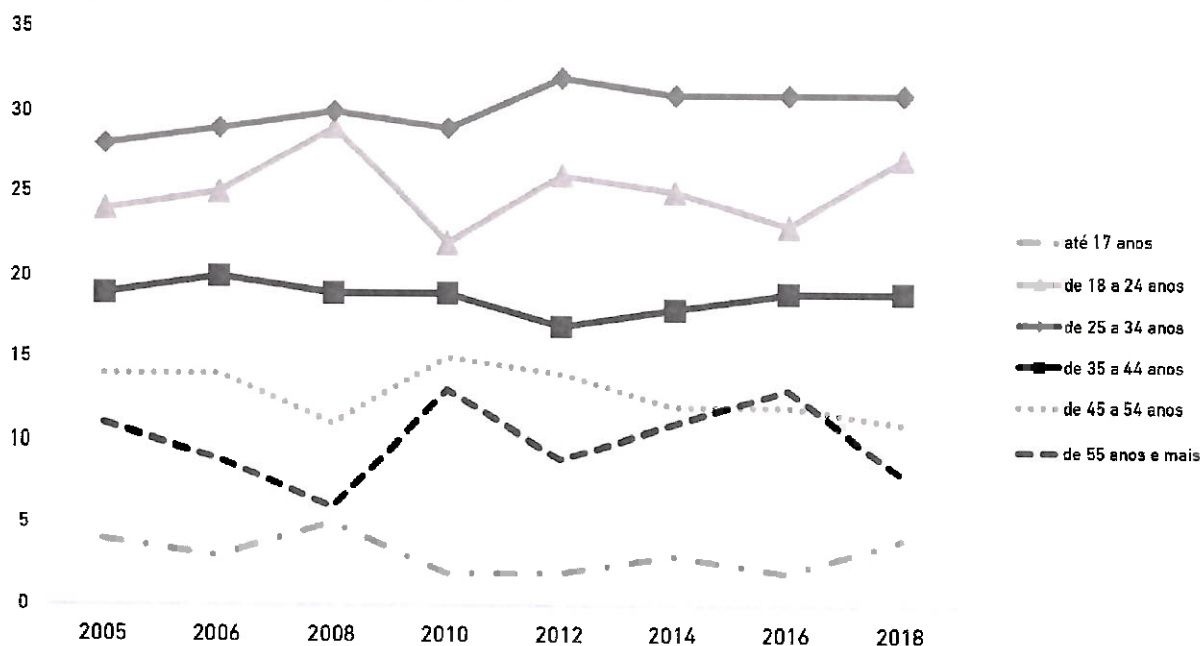 35
30
25
20
15
10
5
0
2005 2006 2008 2010 2012 2014 2016 2018
até 17 anos
de 18 a 24 anos
de 25 a 34 anos
de 35 a 44 anos
de 45 a 54 anos
de 55 anos e mais